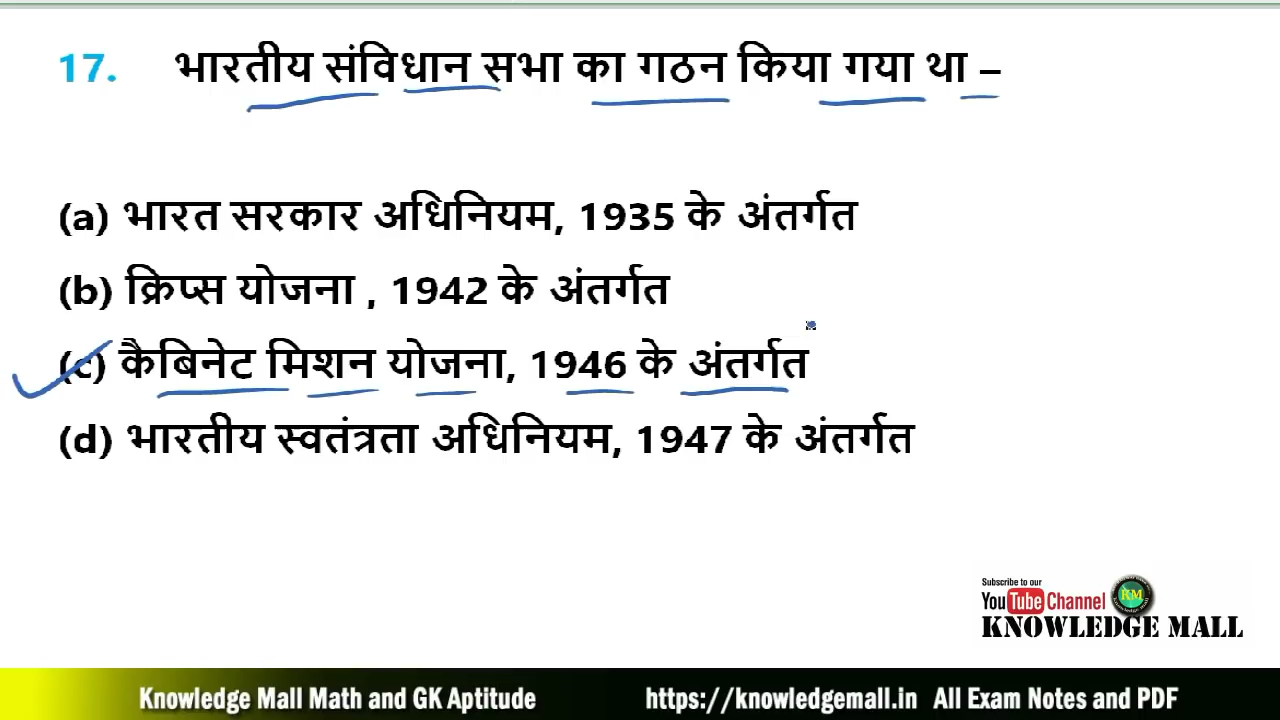 17. भारतीय संविधान सभा का गठन किया गया था –
(a) भारत सरकार अधिनियम, 1935 के अंतर्गत
(b) क्रिप्स योजना , 1942 के अंतर्गत
(c) कैबिनेट मिशन योजना, 1946 के अंतर्गत
(d) भारतीय स्वतंत्रता अधिनियम, 1947 के अंतर्गत
Subscribe to our
YouTube Channel RM
KNOWLEDGE MALL
Knowledge Mall Math and GK Aptitude https://knowledgemall.in All Exam Notes and PDF